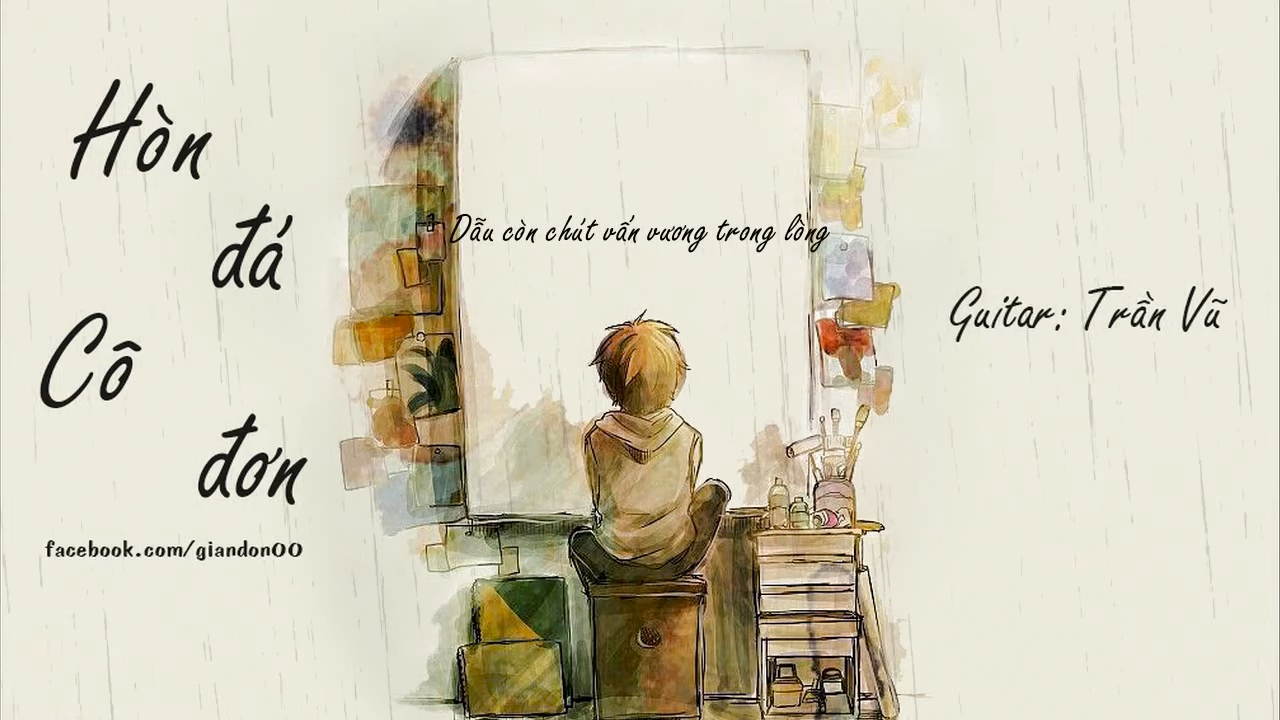 Hòn
đá
Cô
đơn
facebook.com/giandon00
Dẫu còn chút vấn vương trong lòng
Guitar: Trần Vũ